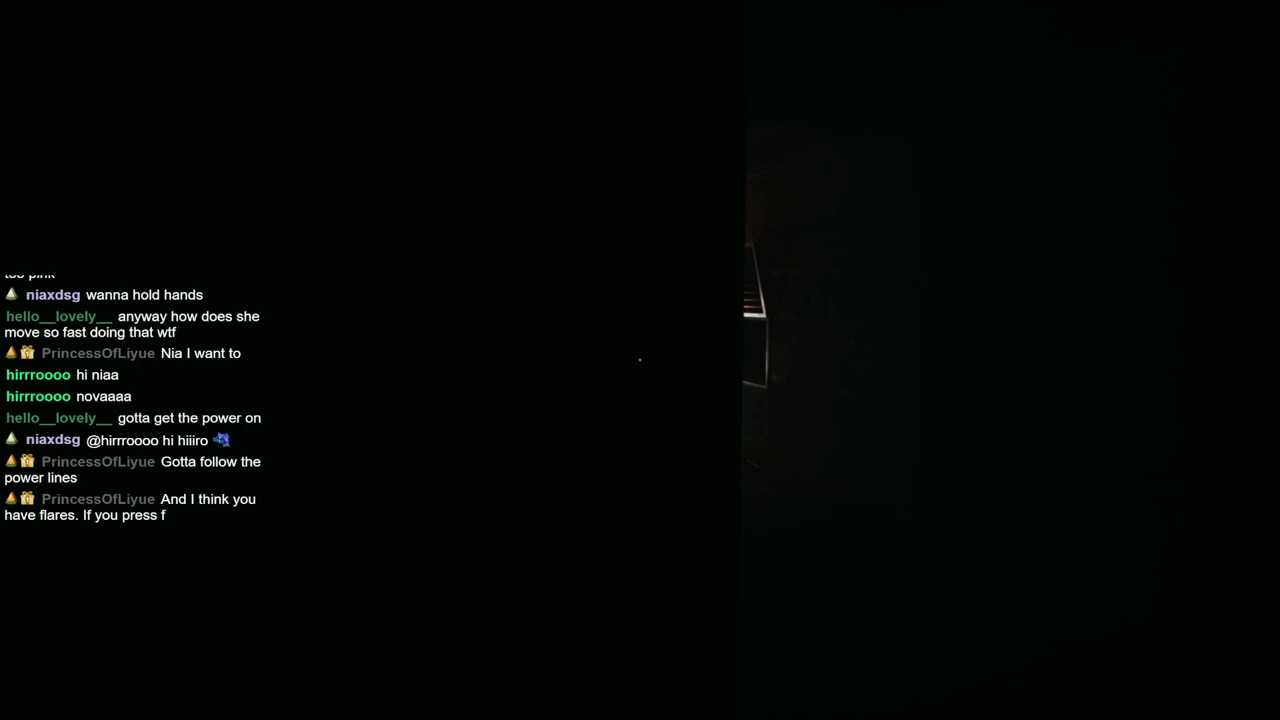 too pink
niaxdsg wanna hold hands
hello__lovely__ anyway how does she
move so fast doing that wtf
PrincessOfLiyue Nia I want to
hirrroooo hi niaa
hirrroooo novaaaa
hello__lovely__ gotta get the power on
niaxdsg @hirrroooo hi hiiiro
PrincessOfLiyue Gotta follow the
power lines
PrincessOfLiyue And I think you
have flares. If you press f